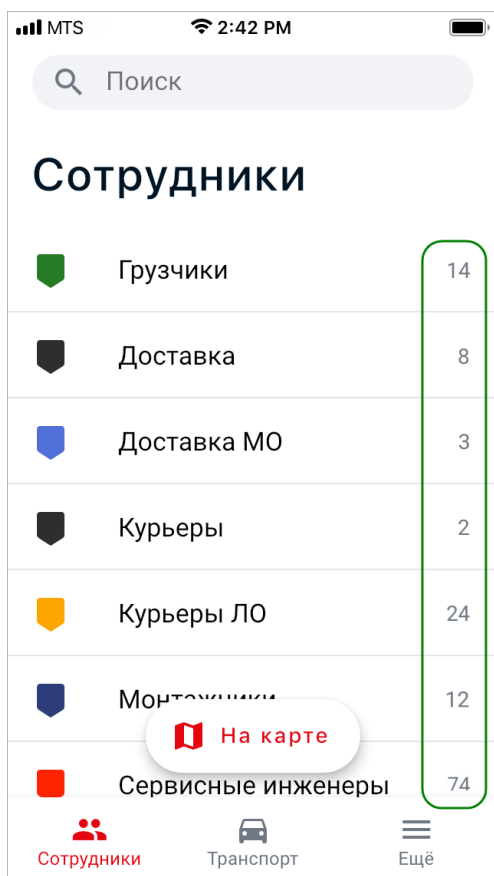 MTS 2:42 PM
Поиск
Сотрудники
Грузчики 14
Доставка 8
Доставка МО 3
Курьеры 2
Курьеры ЛО 24
Монтажники 12
На карте
Сервисные инженеры 74
Сотрудники Транспорт Ещё